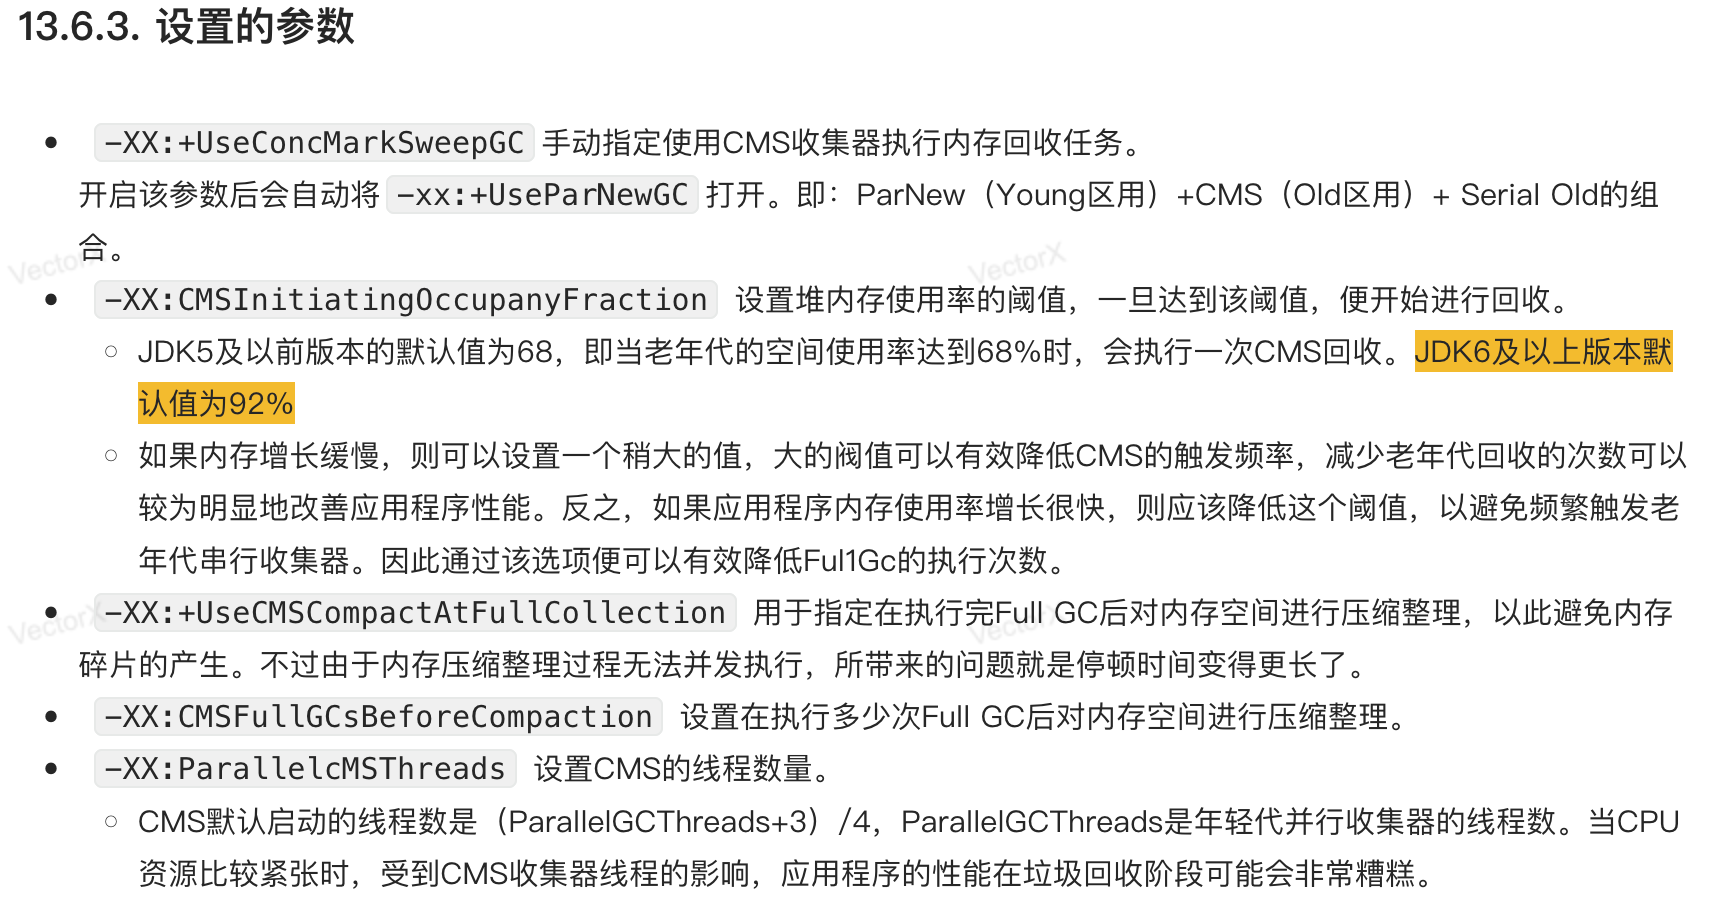 13.6.3. 设置的参数
-XX:+UseConcMarkSweepGC 手动指定使用CMS收集器执行内存回收任务。
开启该参数后会自动将 -xx:+UseParNewGC 打开。即：ParNew（Young区用）+CMS（Old区用）+ Serial Old的组
合。
VectorX
VectorX
-XX:CMSInitiatingOccupanyFraction 设置堆内存使用率的阈值，一旦达到该阈值，便开始进行回收。
JDK5及以前版本的默认值为68，即当老年代的空间使用率达到68%时，会执行一次CMS回收。JDK6及以上版本默
认值为92%
如果内存增长缓慢，则可以设置一个稍大的值，大的阀值可以有效降低CMS的触发频率，减少老年代回收的次数可以
较为明显地改善应用程序性能。反之，如果应用程序内存使用率增长很快，则应该降低这个阈值，以避免频繁触发老
年代串行收集器。因此通过该选项便可以有效降低Ful1Gc的执行次数。
-XX:+UseCMSCompactAtFullCollection 用于指定在执行完Full GC后对内存空间进行压缩整理，以此避免内存
VectorX
VectorX
碎片的产生。不过由于内存压缩整理过程无法并发执行，所带来的问题就是停顿时间变得更长了。
-XX:CMSFullGCsBeforeCompaction 设置在执行多少次Full GC后对内存空间进行压缩整理。
-XX:ParallelcMSThreads 设置CMS的线程数量。
CMS默认启动的线程数是（ParallelGCThreads+3）/4，ParallelGCThreads是年轻代并行收集器的线程数。当CPU
资源比较紧张时，受到CMS收集器线程的影响，应用程序的性能在垃圾回收阶段可能会非常糟糕。